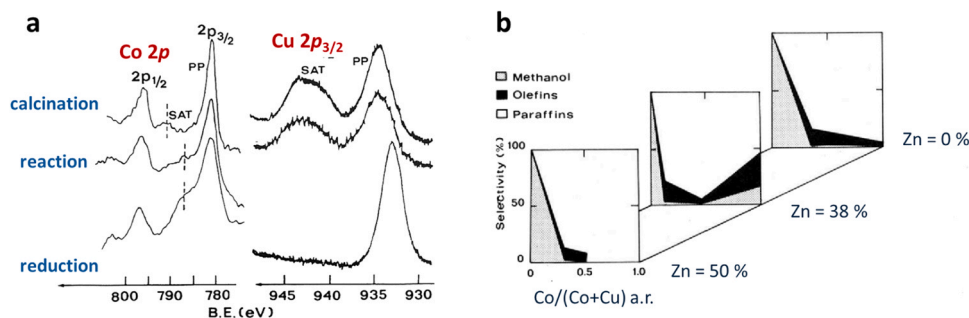 a
Co 2p
2p1/2
PP
SAT
2p3/2
Cu 2p3/2
SAT
PP
calcination
reaction
reduction
800 790 780 945 940 935 930
B.E.(eV)
b
Methanol
Olefins
Paraffins
Selectivity (%)
100
50
0
0 0.5 1.0
Co/(Co+Cu) a.r.
Zn = 0 %
Zn = 38 %
Zn = 50 %